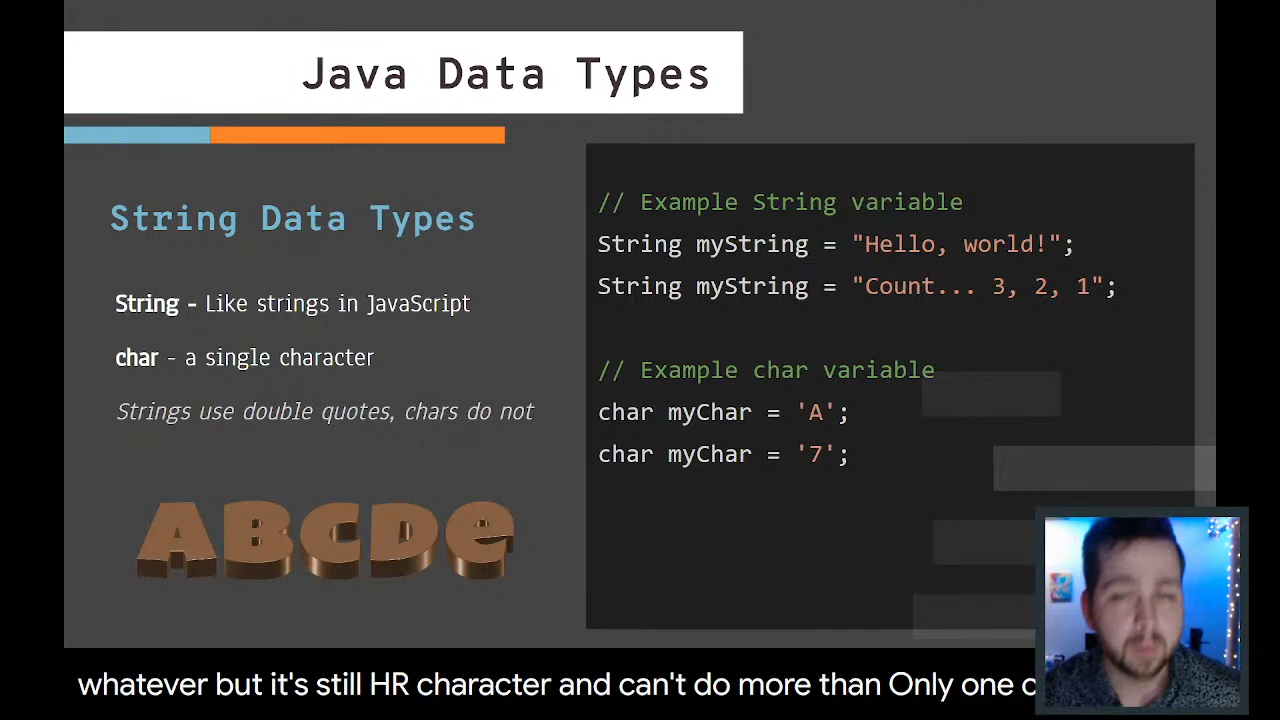 Java Data Types
String Data Types
String - Like strings in JavaScript
char - a single character
Strings use double quotes, chars do not
ABCDe
// Example String variable
String myString = "Hello, world!";
String myString = "Count... 3, 2, 1";
// Example char variable
char myChar = 'A';
char myChar = '7';
whatever but it's still HR character and can't do more than Only one